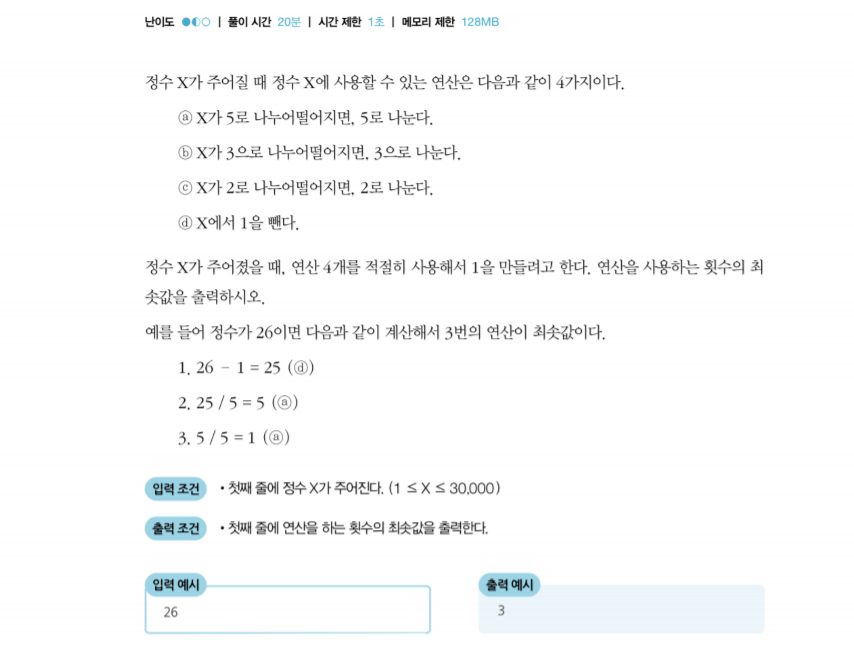 난이도 ●◐○ | 풀이 시간 20분 | 시간 제한 1초 | 메모리 제한 128MB
정수 X가 주어질 때 정수 X에 사용할 수 있는 연산은 다음과 같이 4가지이다.
ⓐ X가 5로 나누어떨어지면, 5로 나눈다.
ⓑ X가 3으로 나누어떨어지면, 3으로 나눈다.
ⓒ X가 2로 나누어떨어지면, 2로 나눈다.
ⓓ X에서 1을 뺀다.
정수 X가 주어졌을 때, 연산 4개를 적절히 사용해서 1을 만들려고 한다. 연산을 사용하는 횟수의 최
솟값을 출력하시오.
예를 들어 정수가 26이면 다음과 같이 계산해서 3번의 연산이 최솟값이다.
1. 26 - 1 = 25 (ⓓ)
2. 25 / 5 = 5 (ⓐ)
3. 5 / 5 = 1 (ⓐ)
입력 조건 • 첫째 줄에 정수 X가 주어진다. (1 ≤ X ≤ 30,000)
출력 조건 • 첫째 줄에 연산을 하는 횟수의 최솟값을 출력한다.
입력 예시
26
출력 예시
3